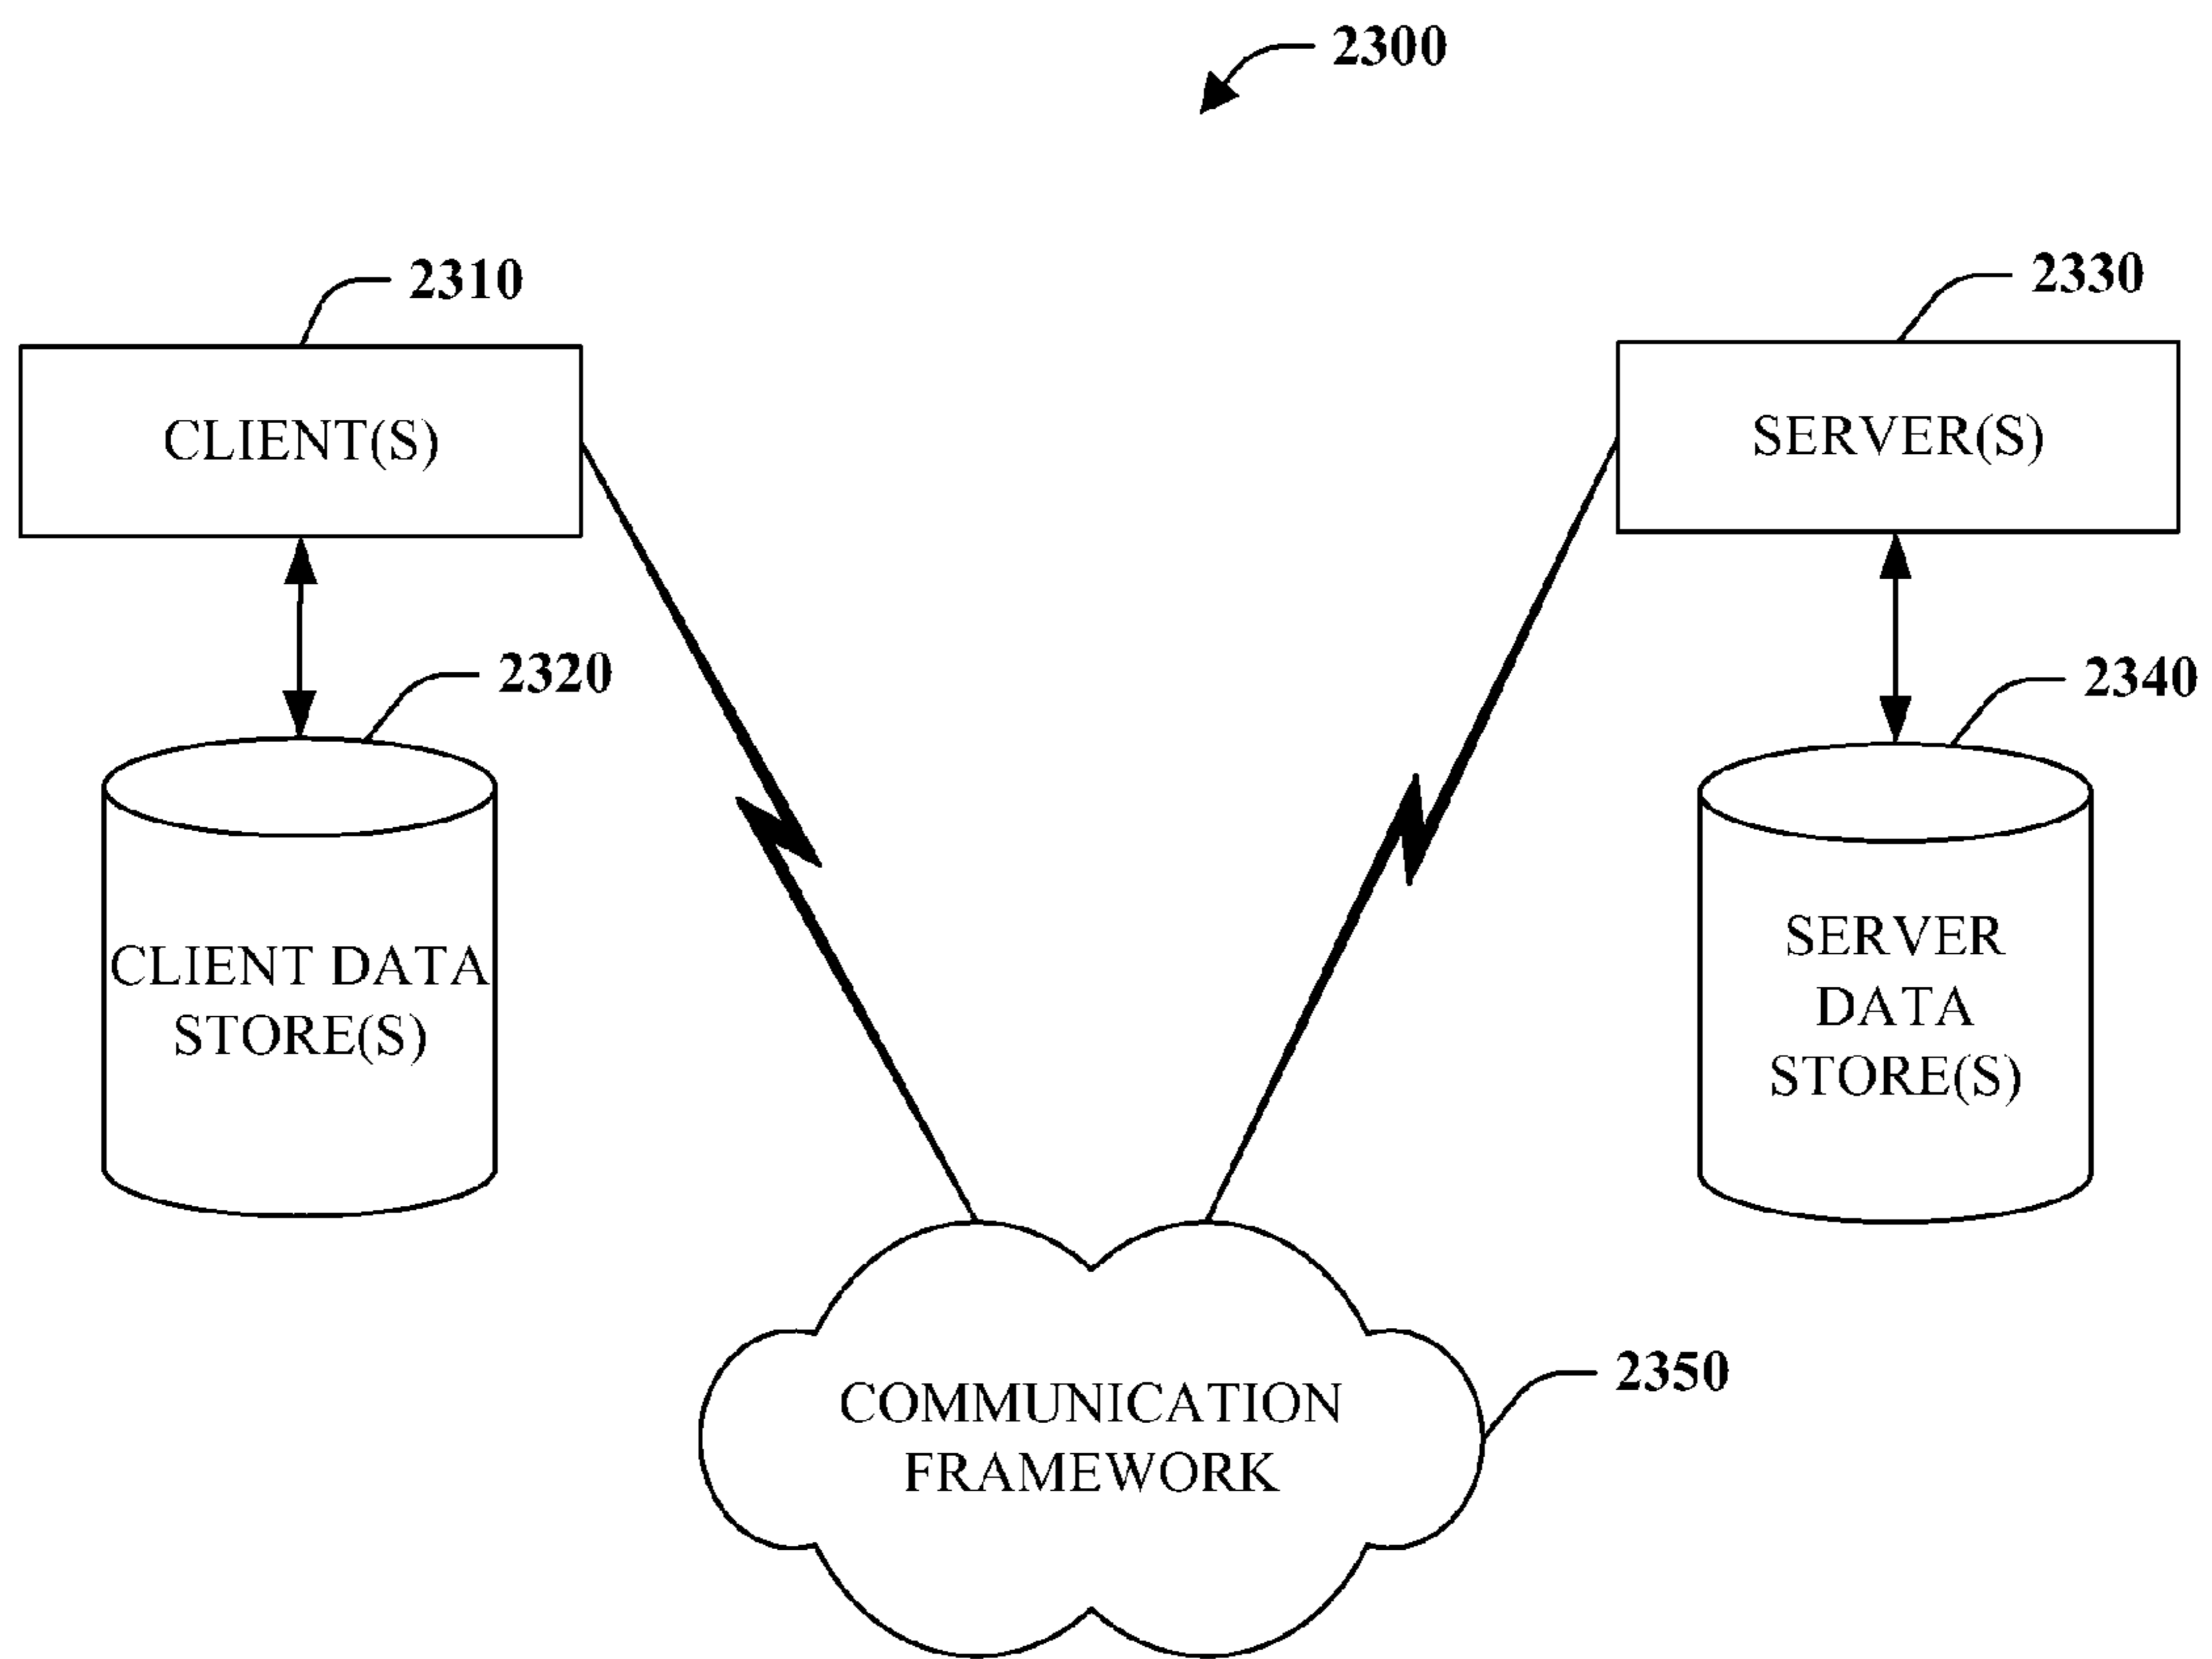 2300
2310
2330
CLIENT(S)
SERVER(S)
2320
2340
CLIENT DATA
STORE(S)
SERVER
DATA
STORE(S)
2350
COMMUNICATION
FRAMEWORK